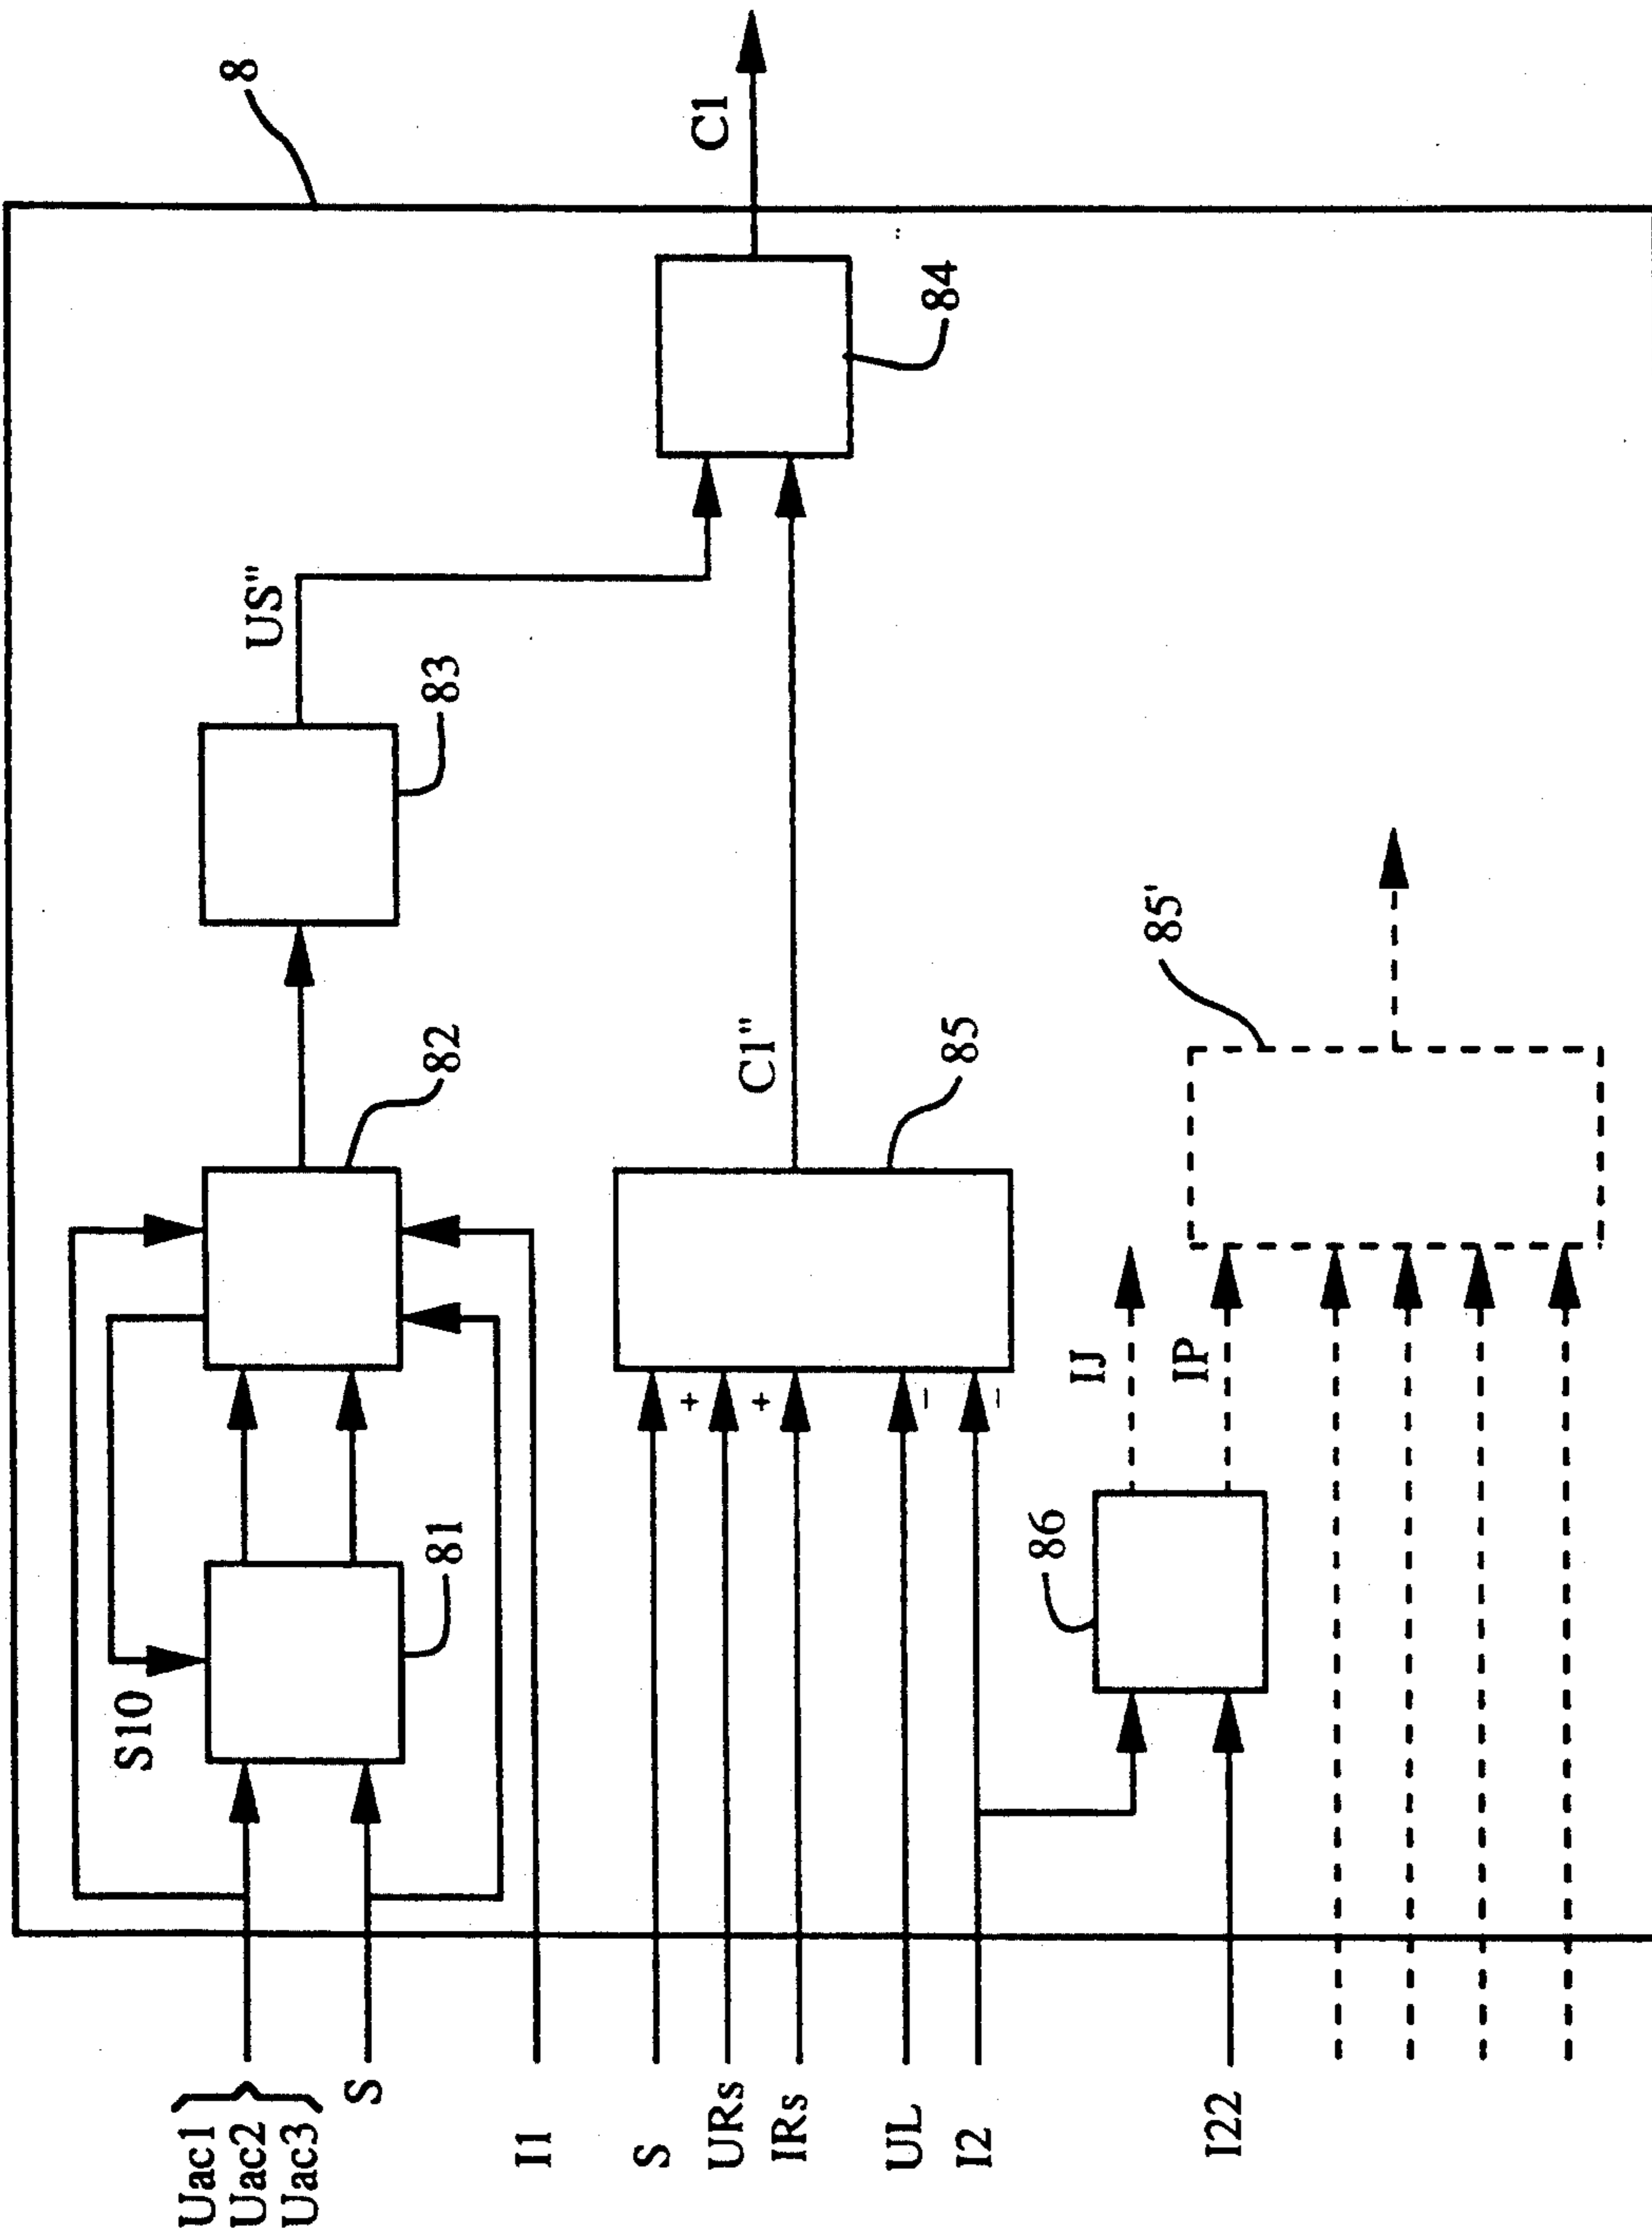 8
C1
84
US"
83
82
81
S10
C1"
85
85'
IJ
IP
86
Uac1
Uac2
Uac3
S
I1
S
URs
+
IRs
+
UL
−
I2
−
I22